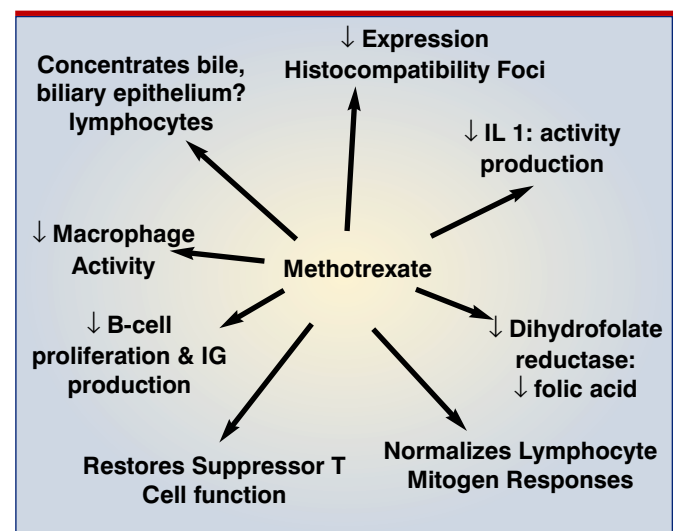 ↓ Expression
Histocompatibility Foci
Concentrates bile,
biliary epithelium?
lymphocytes
↓ IL 1: activity
production
↓ Macrophage
Activity
Methotrexate
↓ B-cell
proliferation & IG
production
↓ Dihydrofolate
reductase:
↓ folic acid
Restores Suppressor T
Cell function
Normalizes Lymphocyte
Mitogen Responses